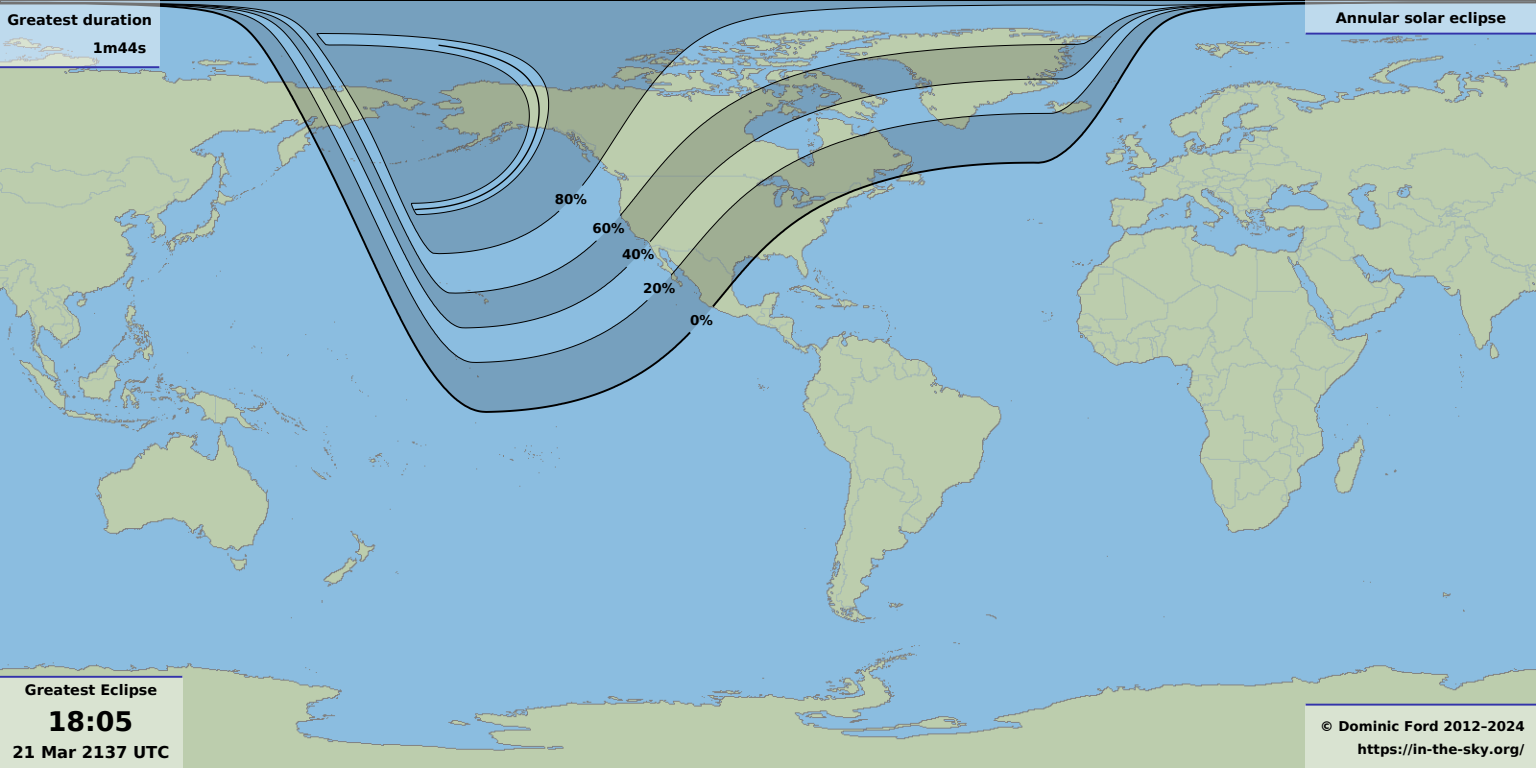 Greatest duration
1m44s
Annular solar eclipse
80%
60%
40%
20%
0%
Greatest Eclipse
18:05
21 Mar 2137 UTC
© Dominic Ford 2012–2024
https://in-the-sky.org/